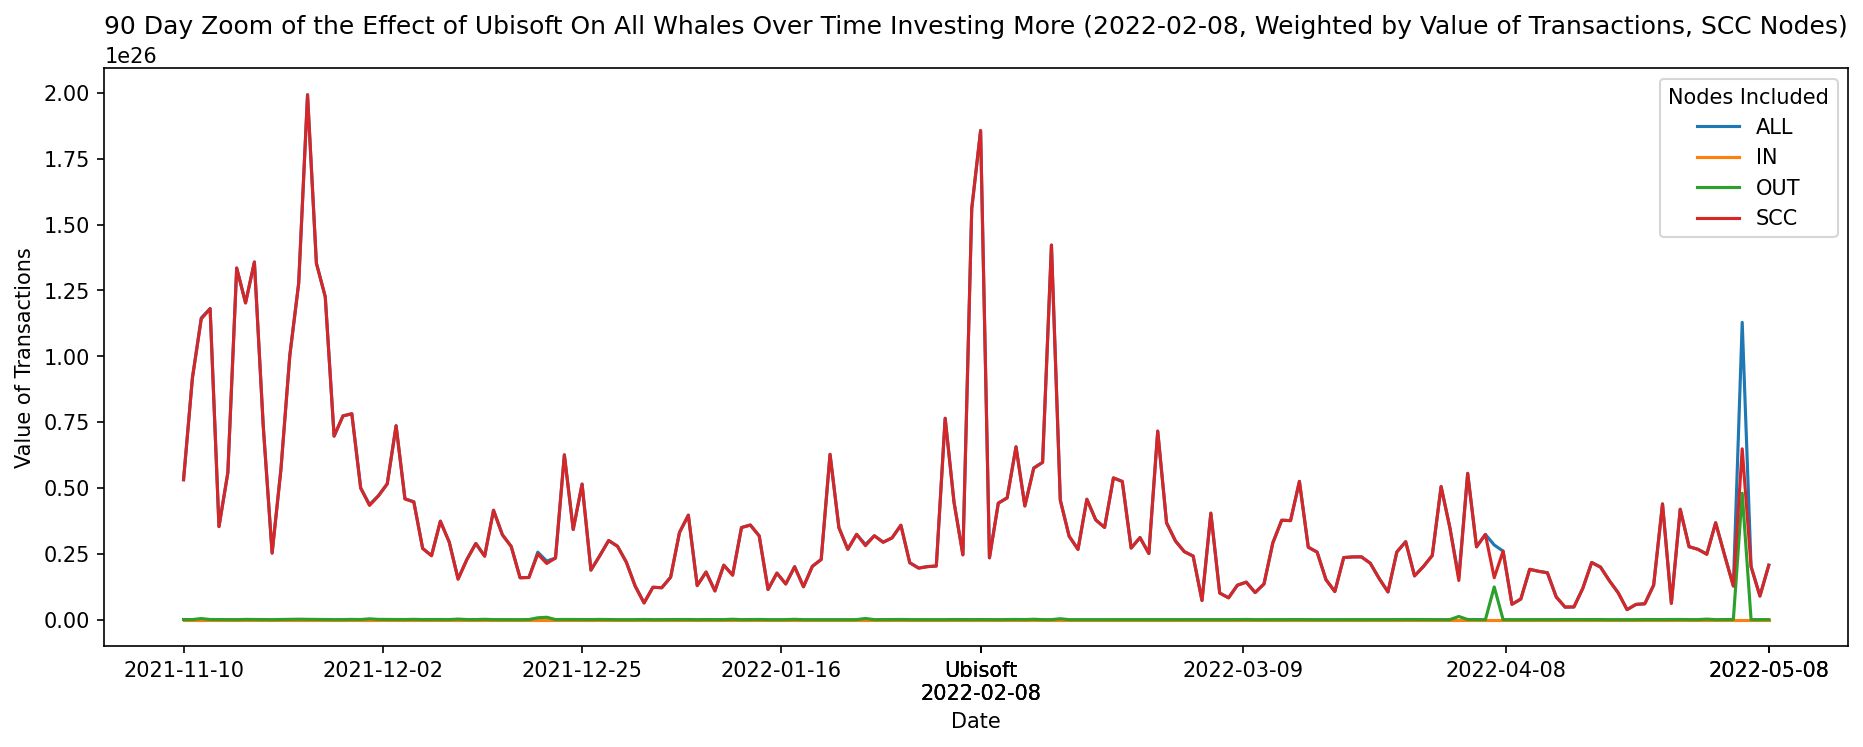 90 Day Zoom of the Effect of Ubisoft On All Whales Over Time Investing More (2022-02-08, Weighted by Value of Transactions, SCC Nodes)
1e26
Nodes Included
ALL
IN
OUT
SCC
2.00
1.75
1.50
1.25
1.00
0.75
0.50
0.25
0.00
Value of Transactions
2021-11-10
2021-12-02
2021-12-25
2022-01-16
Ubisoft
2022-02-08
2022-03-09
2022-04-08
2022-05-08
Date